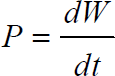 P = dW/dt